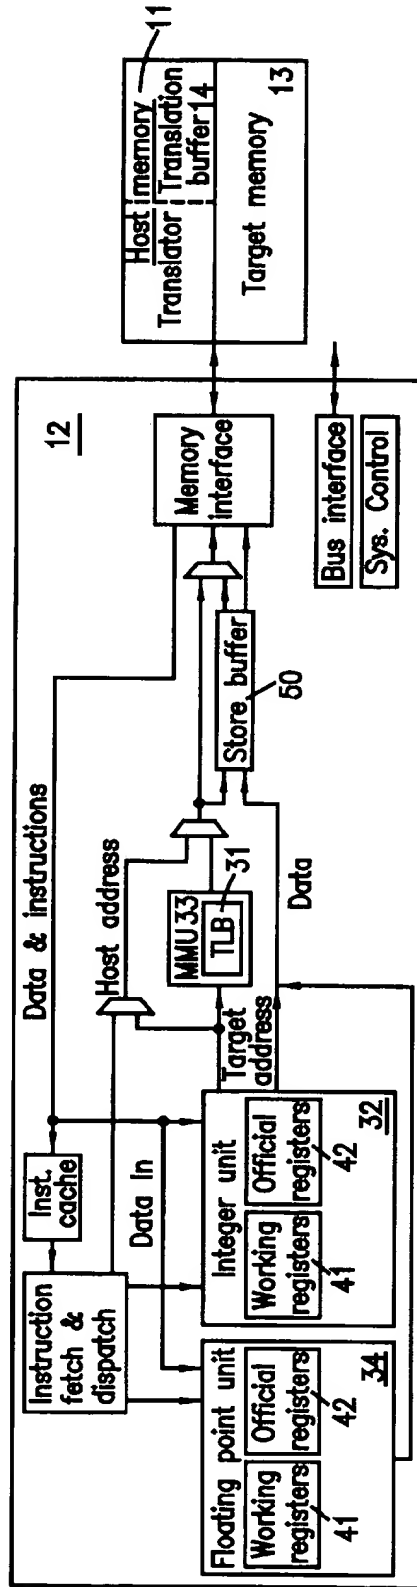 12
Data & instructions
Inst.
cache
Instruction
fetch &
dispatch
Data In
Host address
Target
address
MMU 33
TLB
31
Data
Store buffer
50
Memory
interface
Floating point unit
Working
registers
Official
registers
41
42
34
Integer unit
Working
registers
Official
registers
41
42
32
Bus interface
Sys. Control
Host memory
Translator
Translation
buffer 14
Target memory
13
11